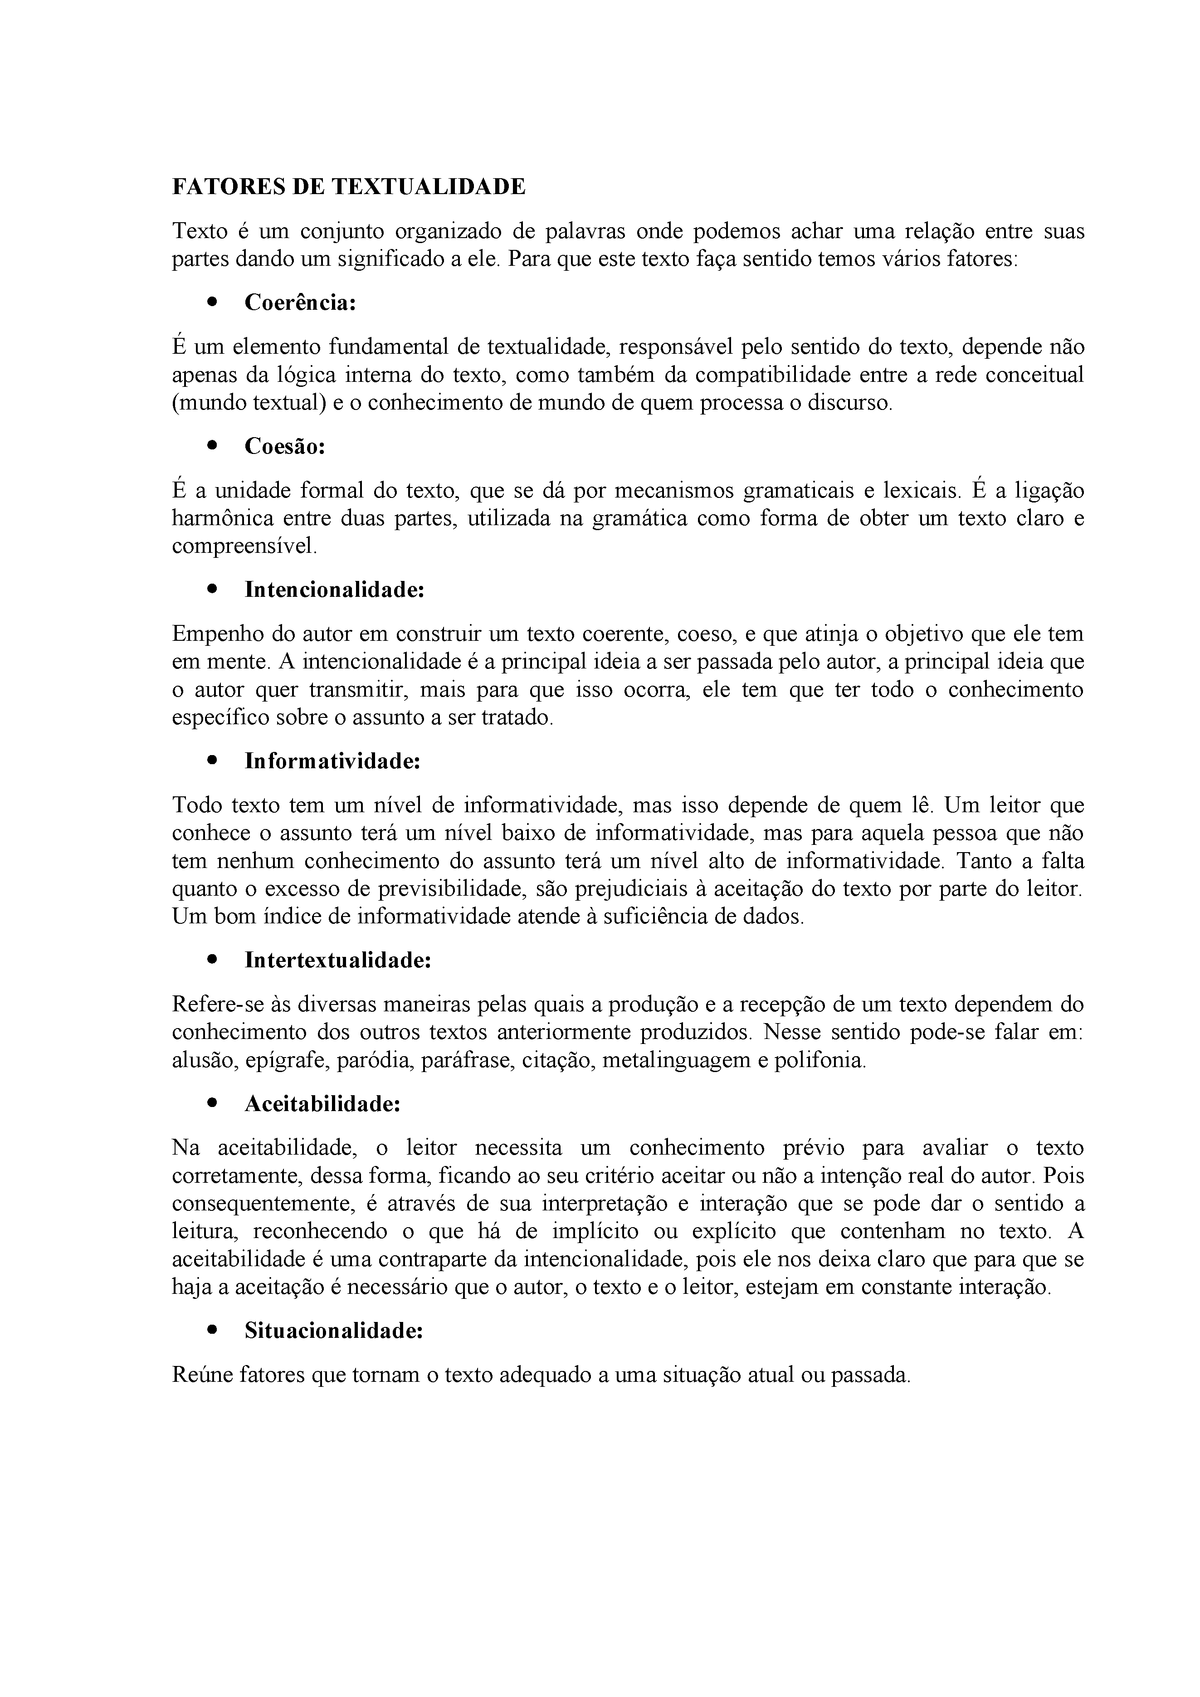 FATORES DE TEXTUALIDADE
Texto é um conjunto organizado de palavras onde podemos achar uma relação entre suas
partes dando um significado a ele. Para que este texto faça sentido temos vários fatores:
• Coerência:
É um elemento fundamental de textualidade, responsável pelo sentido do texto, depende não
apenas da lógica interna do texto, como também da compatibilidade entre a rede conceitual
(mundo textual) e o conhecimento de mundo de quem processa o discurso.
• Coesão:
É a unidade formal do texto, que se dá por mecanismos gramaticais e lexicais. É a ligação
harmônica entre duas partes, utilizada na gramática como forma de obter um texto claro e
compreensível.
• Intencionalidade:
Empenho do autor em construir um texto coerente, coeso, e que atinja o objetivo que ele tem
em mente. A intencionalidade é a principal ideia a ser passada pelo autor, a principal ideia que
o autor quer transmitir, mais para que isso ocorra, ele tem que ter todo o conhecimento
específico sobre o assunto a ser tratado.
• Informatividade:
Todo texto tem um nível de informatividade, mas isso depende de quem lê. Um leitor que
conhece o assunto terá um nível baixo de informatividade, mas para aquela pessoa que não
tem nenhum conhecimento do assunto terá um nível alto de informatividade. Tanto a falta
quanto o excesso de previsibilidade, são prejudiciais à aceitação do texto por parte do leitor.
Um bom índice de informatividade atende à suficiência de dados.
• Intertextualidade:
Refere-se às diversas maneiras pelas quais a produção e a recepção de um texto dependem do
conhecimento dos outros textos anteriormente produzidos. Nesse sentido pode-se falar em:
alusão, epígrafe, paródia, paráfrase, citação, metalinguagem e polifonia.
• Aceitabilidade:
Na aceitabilidade, o leitor necessita um conhecimento prévio para avaliar o texto
corretamente, dessa forma, ficando ao seu critério aceitar ou não a intenção real do autor. Pois
consequentemente, é através de sua interpretação e interação que se pode dar o sentido a
leitura, reconhecendo o que há de implícito ou explícito que contenham no texto. A
aceitabilidade é uma contraparte da intencionalidade, pois ele nos deixa claro que para que se
haja a aceitação é necessário que o autor, o texto e o leitor, estejam em constante interação.
• Situacionalidade:
Reúne fatores que tornam o texto adequado a uma situação atual ou passada.